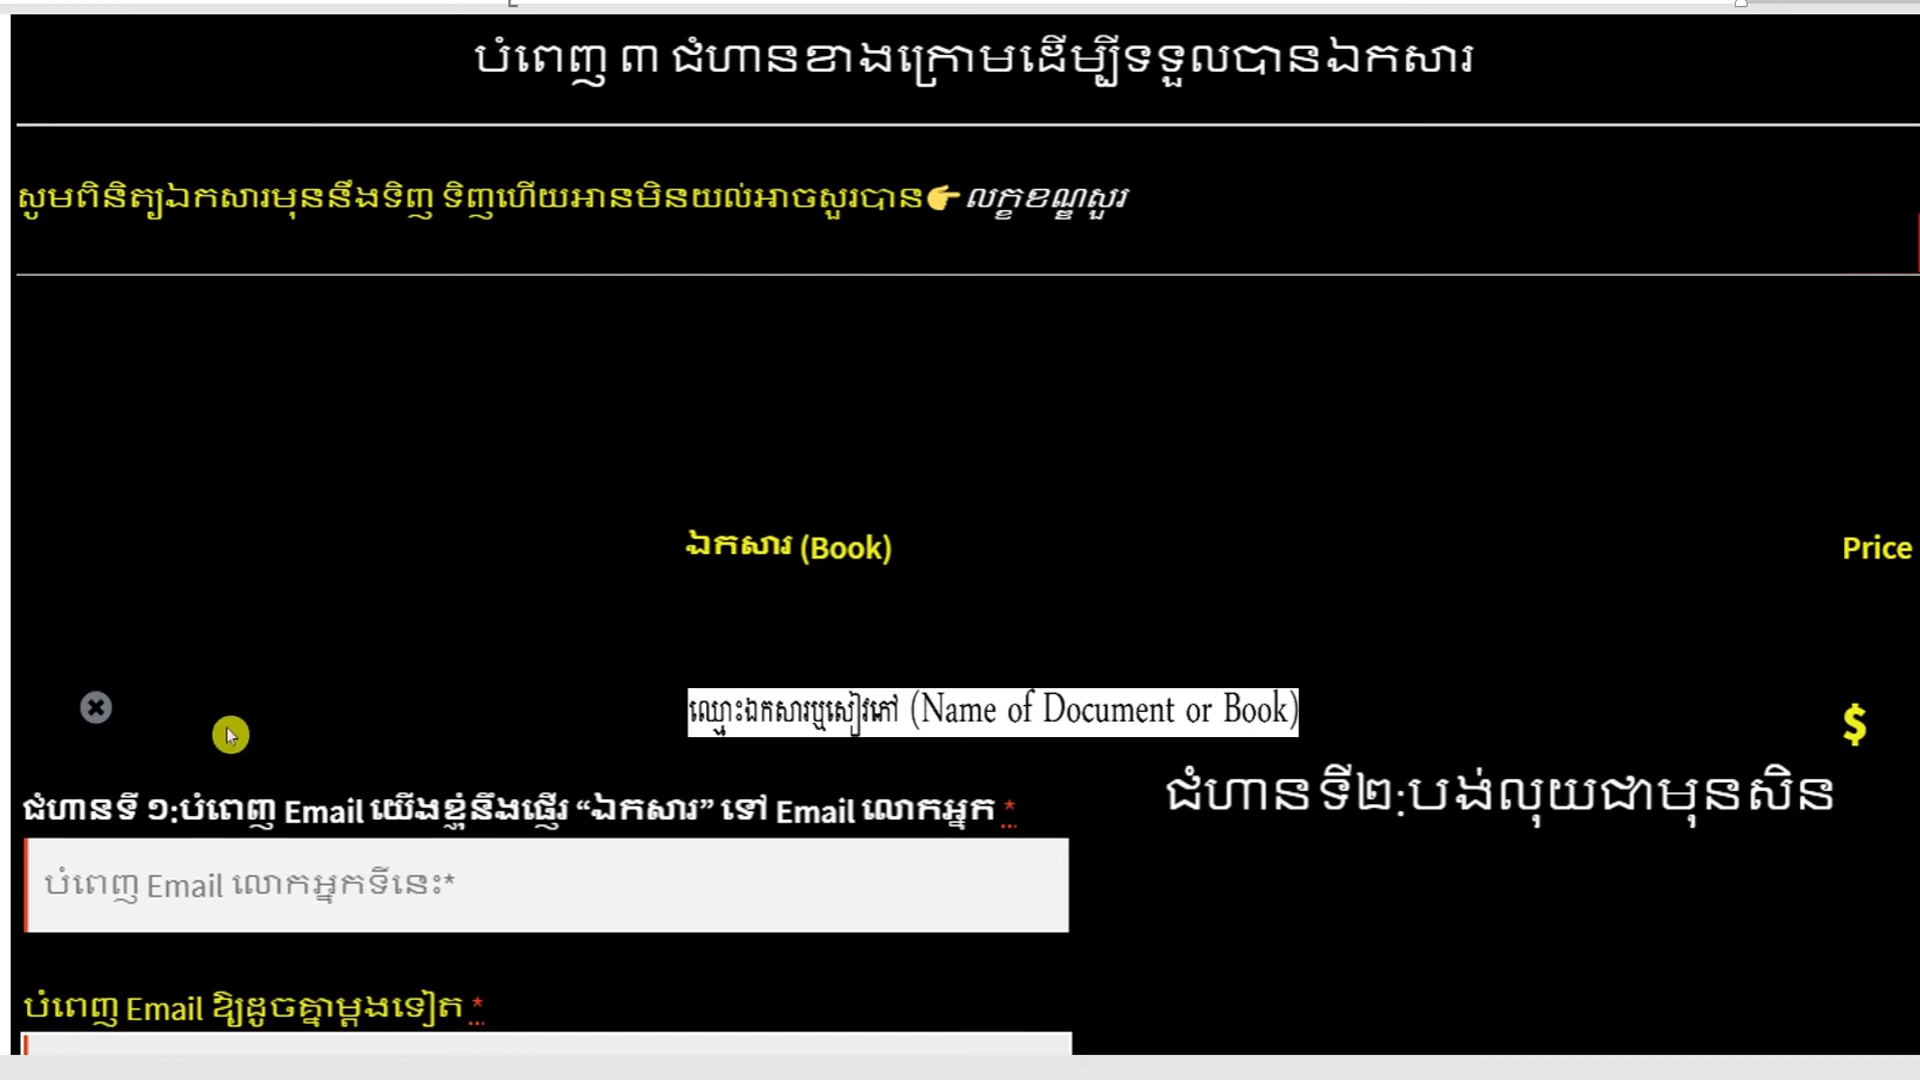 បំពេញ ៣ ជំហានខាងក្រោមដើម្បីទទួលបានឯកសារ
សូមពិនិត្យឯកសារមុននឹងទិញ ទិញហើយអានមិនយល់អាចសួរបាន👉លក្ខខណ្ឌសួរ
ឯកសារ (Book) Price
ឈ្មោះឯកសារឬសៀវភៅ (Name of Document or Book) $
ជំហានទី ១:បំពេញ Email យើងខ្ញុំនឹងផ្ញើរ “ឯកសារ” ទៅ Email លោកអ្នក *
ជំហានទី២:បង់លុយជាមុនសិន
បំពេញ Email លោកអ្នកទីនេះ*
បំពេញ Email ឱ្យដូចគ្នាម្តងទៀត *